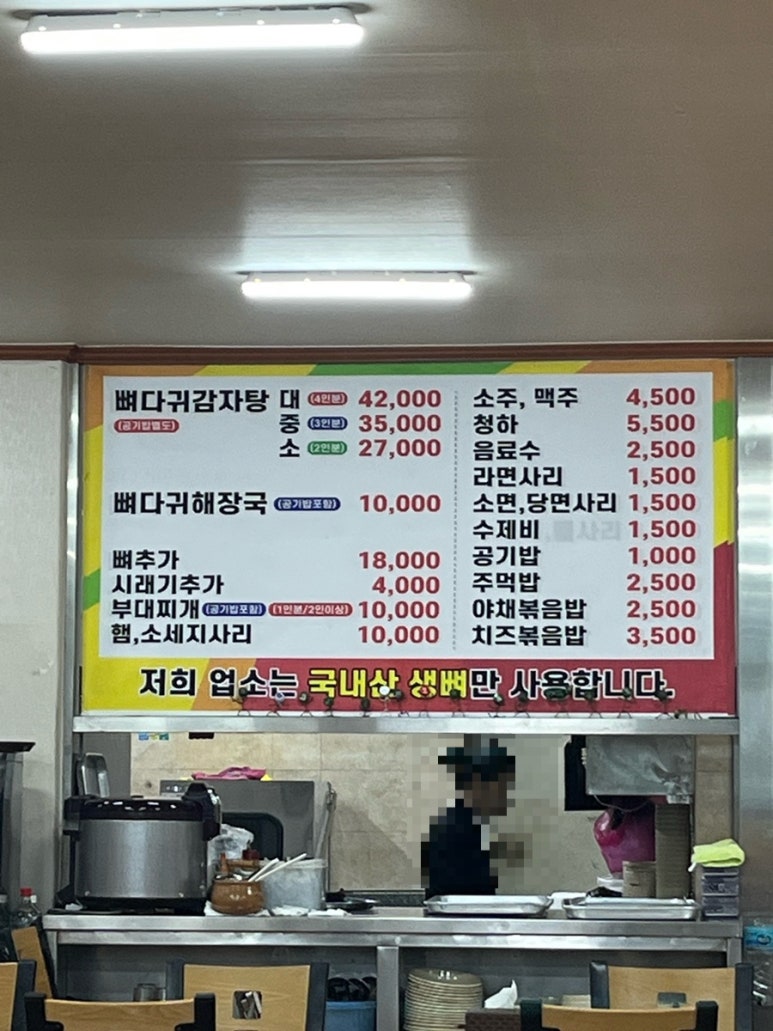 뼈다귀감자탕 대 (4인분) 42,000
(공기밥별도) 중 (3인분) 35,000
소 (2인분) 27,000
뼈다귀해장국 (공기밥포함) 10,000
뼈추가 18,000
시래기추가 4,000
부대찌개 (공기밥포함) (1인분/2인이상) 10,000
햄,소세지사리 10,000
소주, 맥주 4,500
청하 5,500
음료수 2,500
라면사리 1,500
소면,당면사리 1,500
수제비 1,500
공기밥 1,000
주먹밥 2,500
야채볶음밥 2,500
치즈볶음밥 3,500
저희 업소는 국내산 생뼈만 사용합니다.